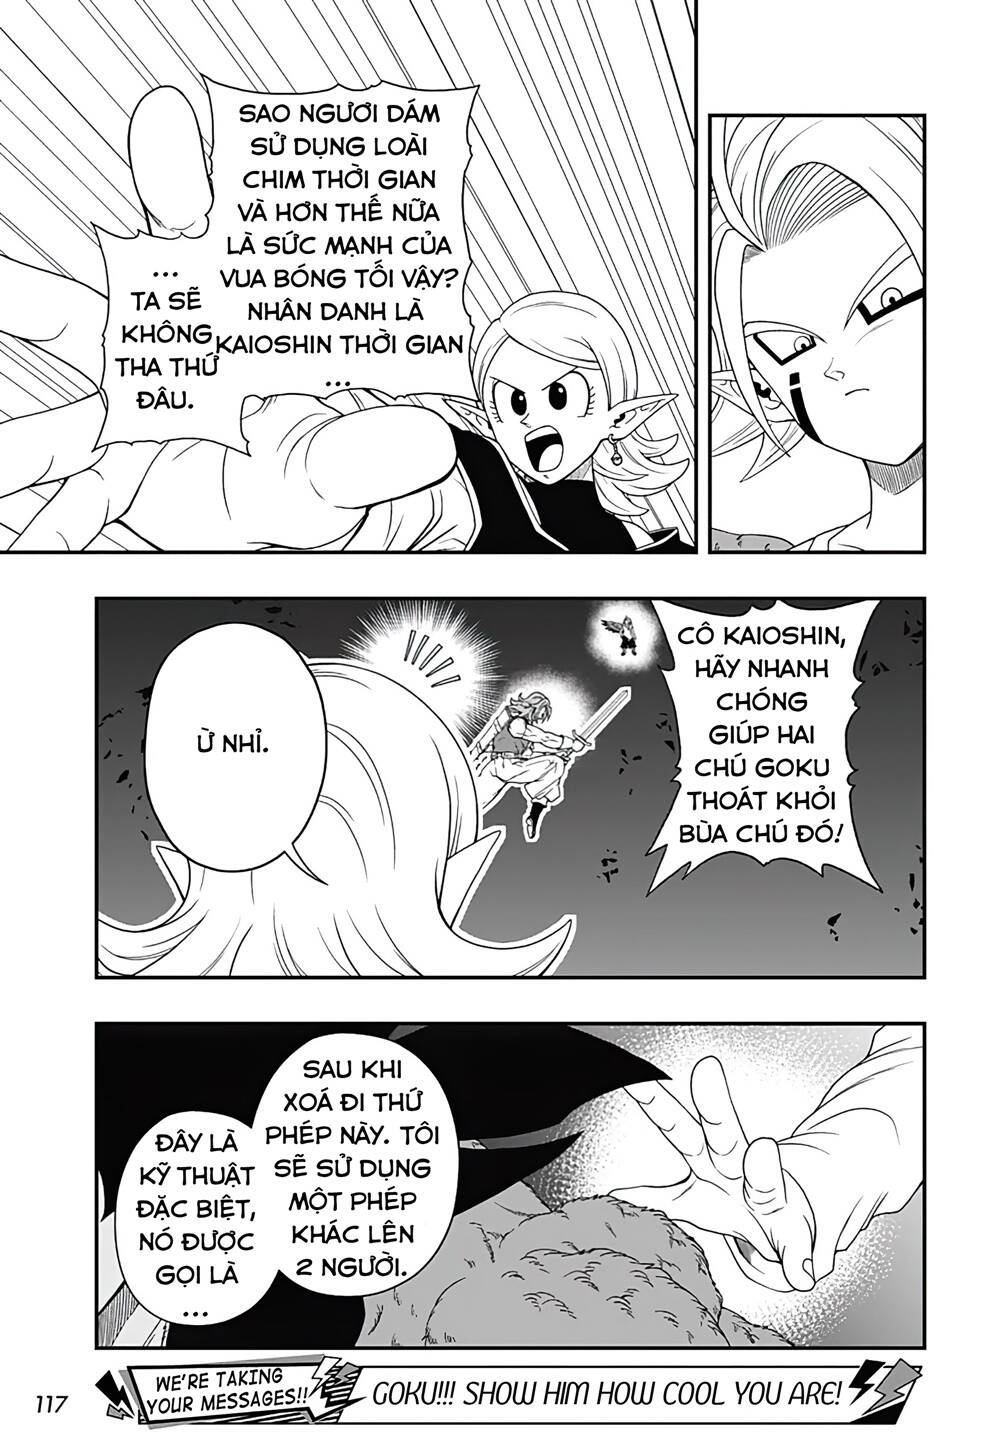 SAO NGƯƠI DÁM
SỬ DỤNG LOÀI
CHIM THỜI GIAN
VÀ HƠN THẾ NỮA
LÀ SỨC MẠNH CỦA
VUA BÓNG TỐI VẬY?
NHÂN DANH LÀ
KAIOSHIN THỜI GIAN
...
...
TA SẼ
KHÔNG
THA THỨ
ĐÂU.
CÔ KAIOSHIN,
HÃY NHANH
CHÓNG
GIÚP HAI
CHÚ GOKU
THOÁT KHỎI
BÙA CHÚ ĐÓ!
Ừ NHỈ.
SAU KHI
XOÁ ĐI THỨ
PHÉP NÀY. TÔI
SẼ SỬ DỤNG
MỘT PHÉP
KHÁC LÊN
2 NGƯỜI.
ĐÂY LÀ
KỸ THUẬT
ĐẶC BIỆT,
NÓ ĐƯỢC
GỌI LÀ
...
WE'RE TAKING
YOUR MESSAGES!!
GOKU!!! SHOW HIM HOW COOL YOU ARE!
117